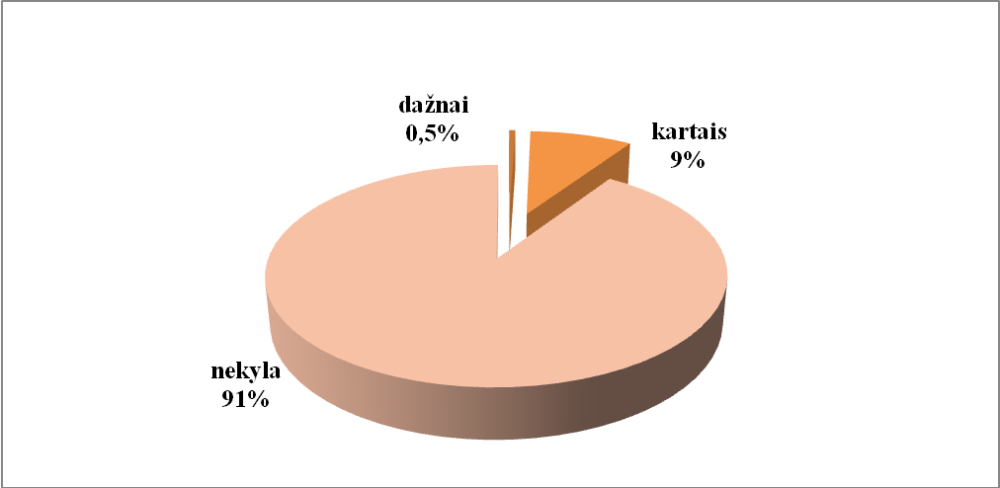 dažnai
0,5%
kartais
9%
nekyla
91%